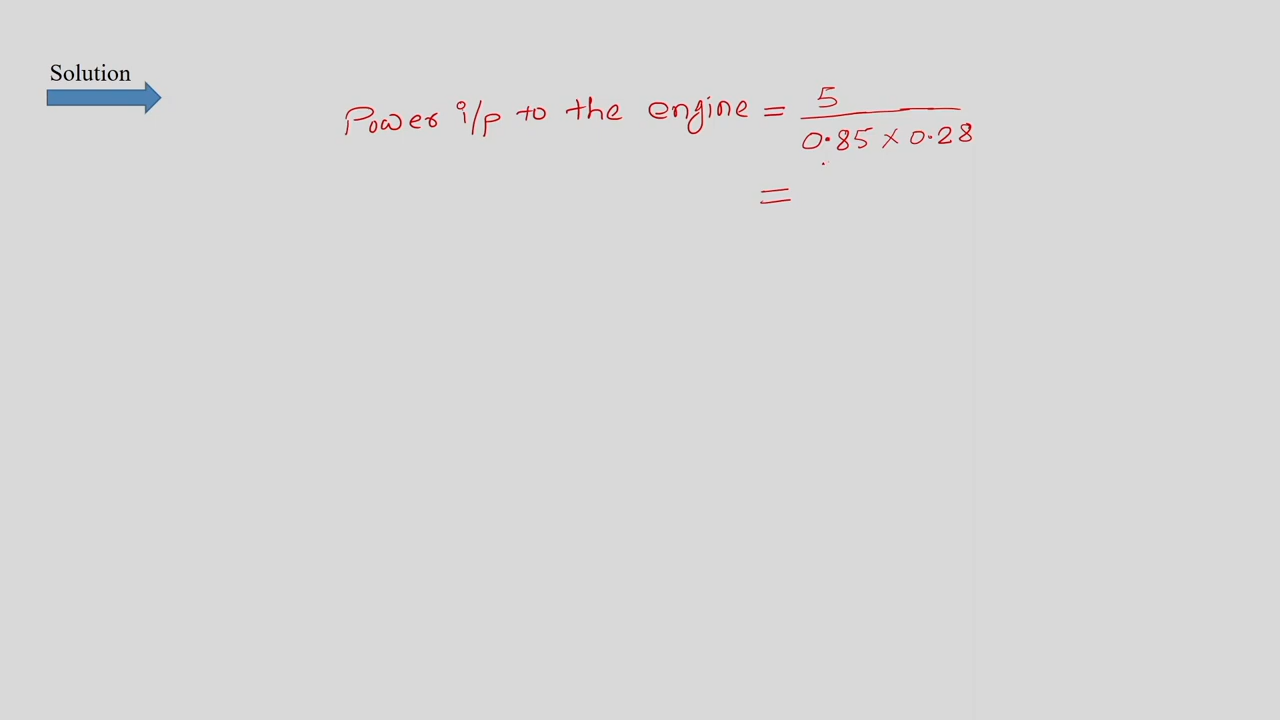 Solution
Power i/p to the engine = 5 / 0.85 × 0.28
=